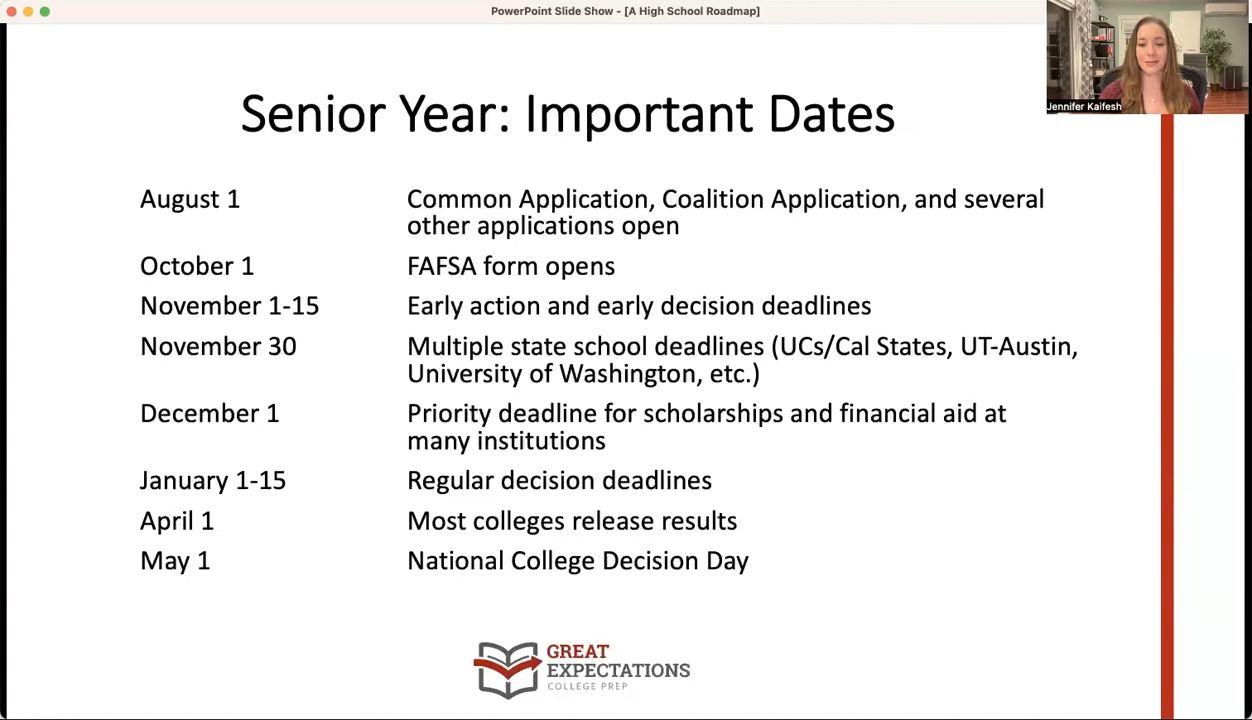 PowerPoint Slide Show - [A High School Roadmap]
Jennifer Kaifesh
Senior Year: Important Dates
August 1 Common Application, Coalition Application, and several
other applications open
October 1 FAFSA form opens
November 1-15 Early action and early decision deadlines
November 30 Multiple state school deadlines (UCs/Cal States, UT-Austin,
University of Washington, etc.)
December 1 Priority deadline for scholarships and financial aid at
many institutions
January 1-15 Regular decision deadlines
April 1 Most colleges release results
May 1 National College Decision Day
GREAT
EXPECTATIONS
COLLEGE PREP